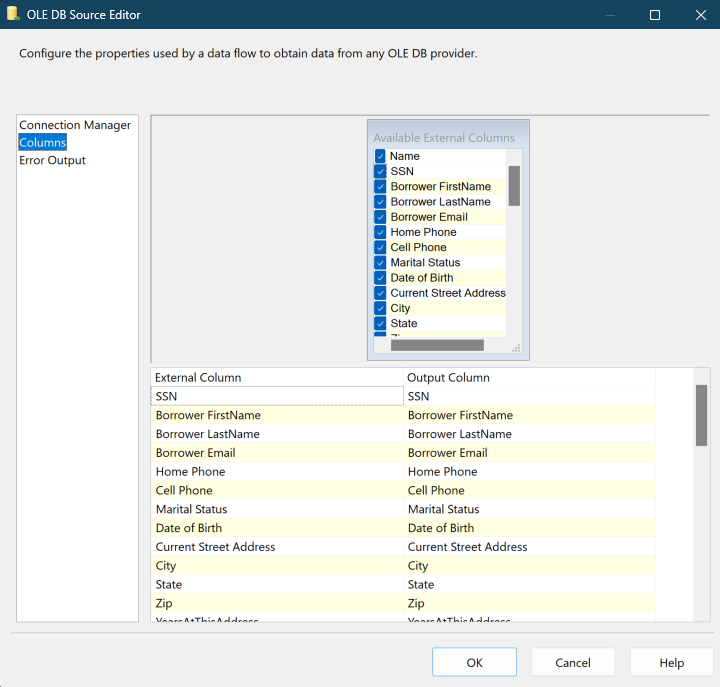 OLE DB Source Editor
Configure the properties used by a data flow to obtain data from any OLE DB provider.
Connection Manager
Columns
Error Output
Available External Columns
Name
SSN
Borrower FirstName
Borrower LastName
Borrower Email
Home Phone
Cell Phone
Marital Status
Date of Birth
Current Street Address
City
State
External Column Output Column
SSN SSN
Borrower FirstName Borrower FirstName
Borrower LastName Borrower LastName
Borrower Email Borrower Email
Home Phone Home Phone
Cell Phone Cell Phone
Marital Status Marital Status
Date of Birth Date of Birth
Current Street Address Current Street Address
City City
State State
Zip Zip
YearsAtThisAddress YearsAtThisAddress
OK Cancel Help